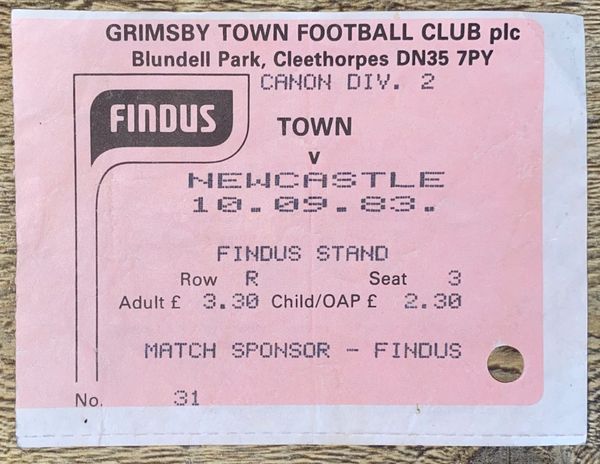 GRIMSBY TOWN FOOTBALL CLUB plc
Blundell Park, Cleethorpes DN35 7PY
CANON DIV. 2
FINDUS
TOWN
v
NEWCASTLE
10.09.83.
FINDUS STAND
Row R Seat 3
Adult £ 3.30 Child/OAP £ 2.30
MATCH SPONSOR - FINDUS
No. 31